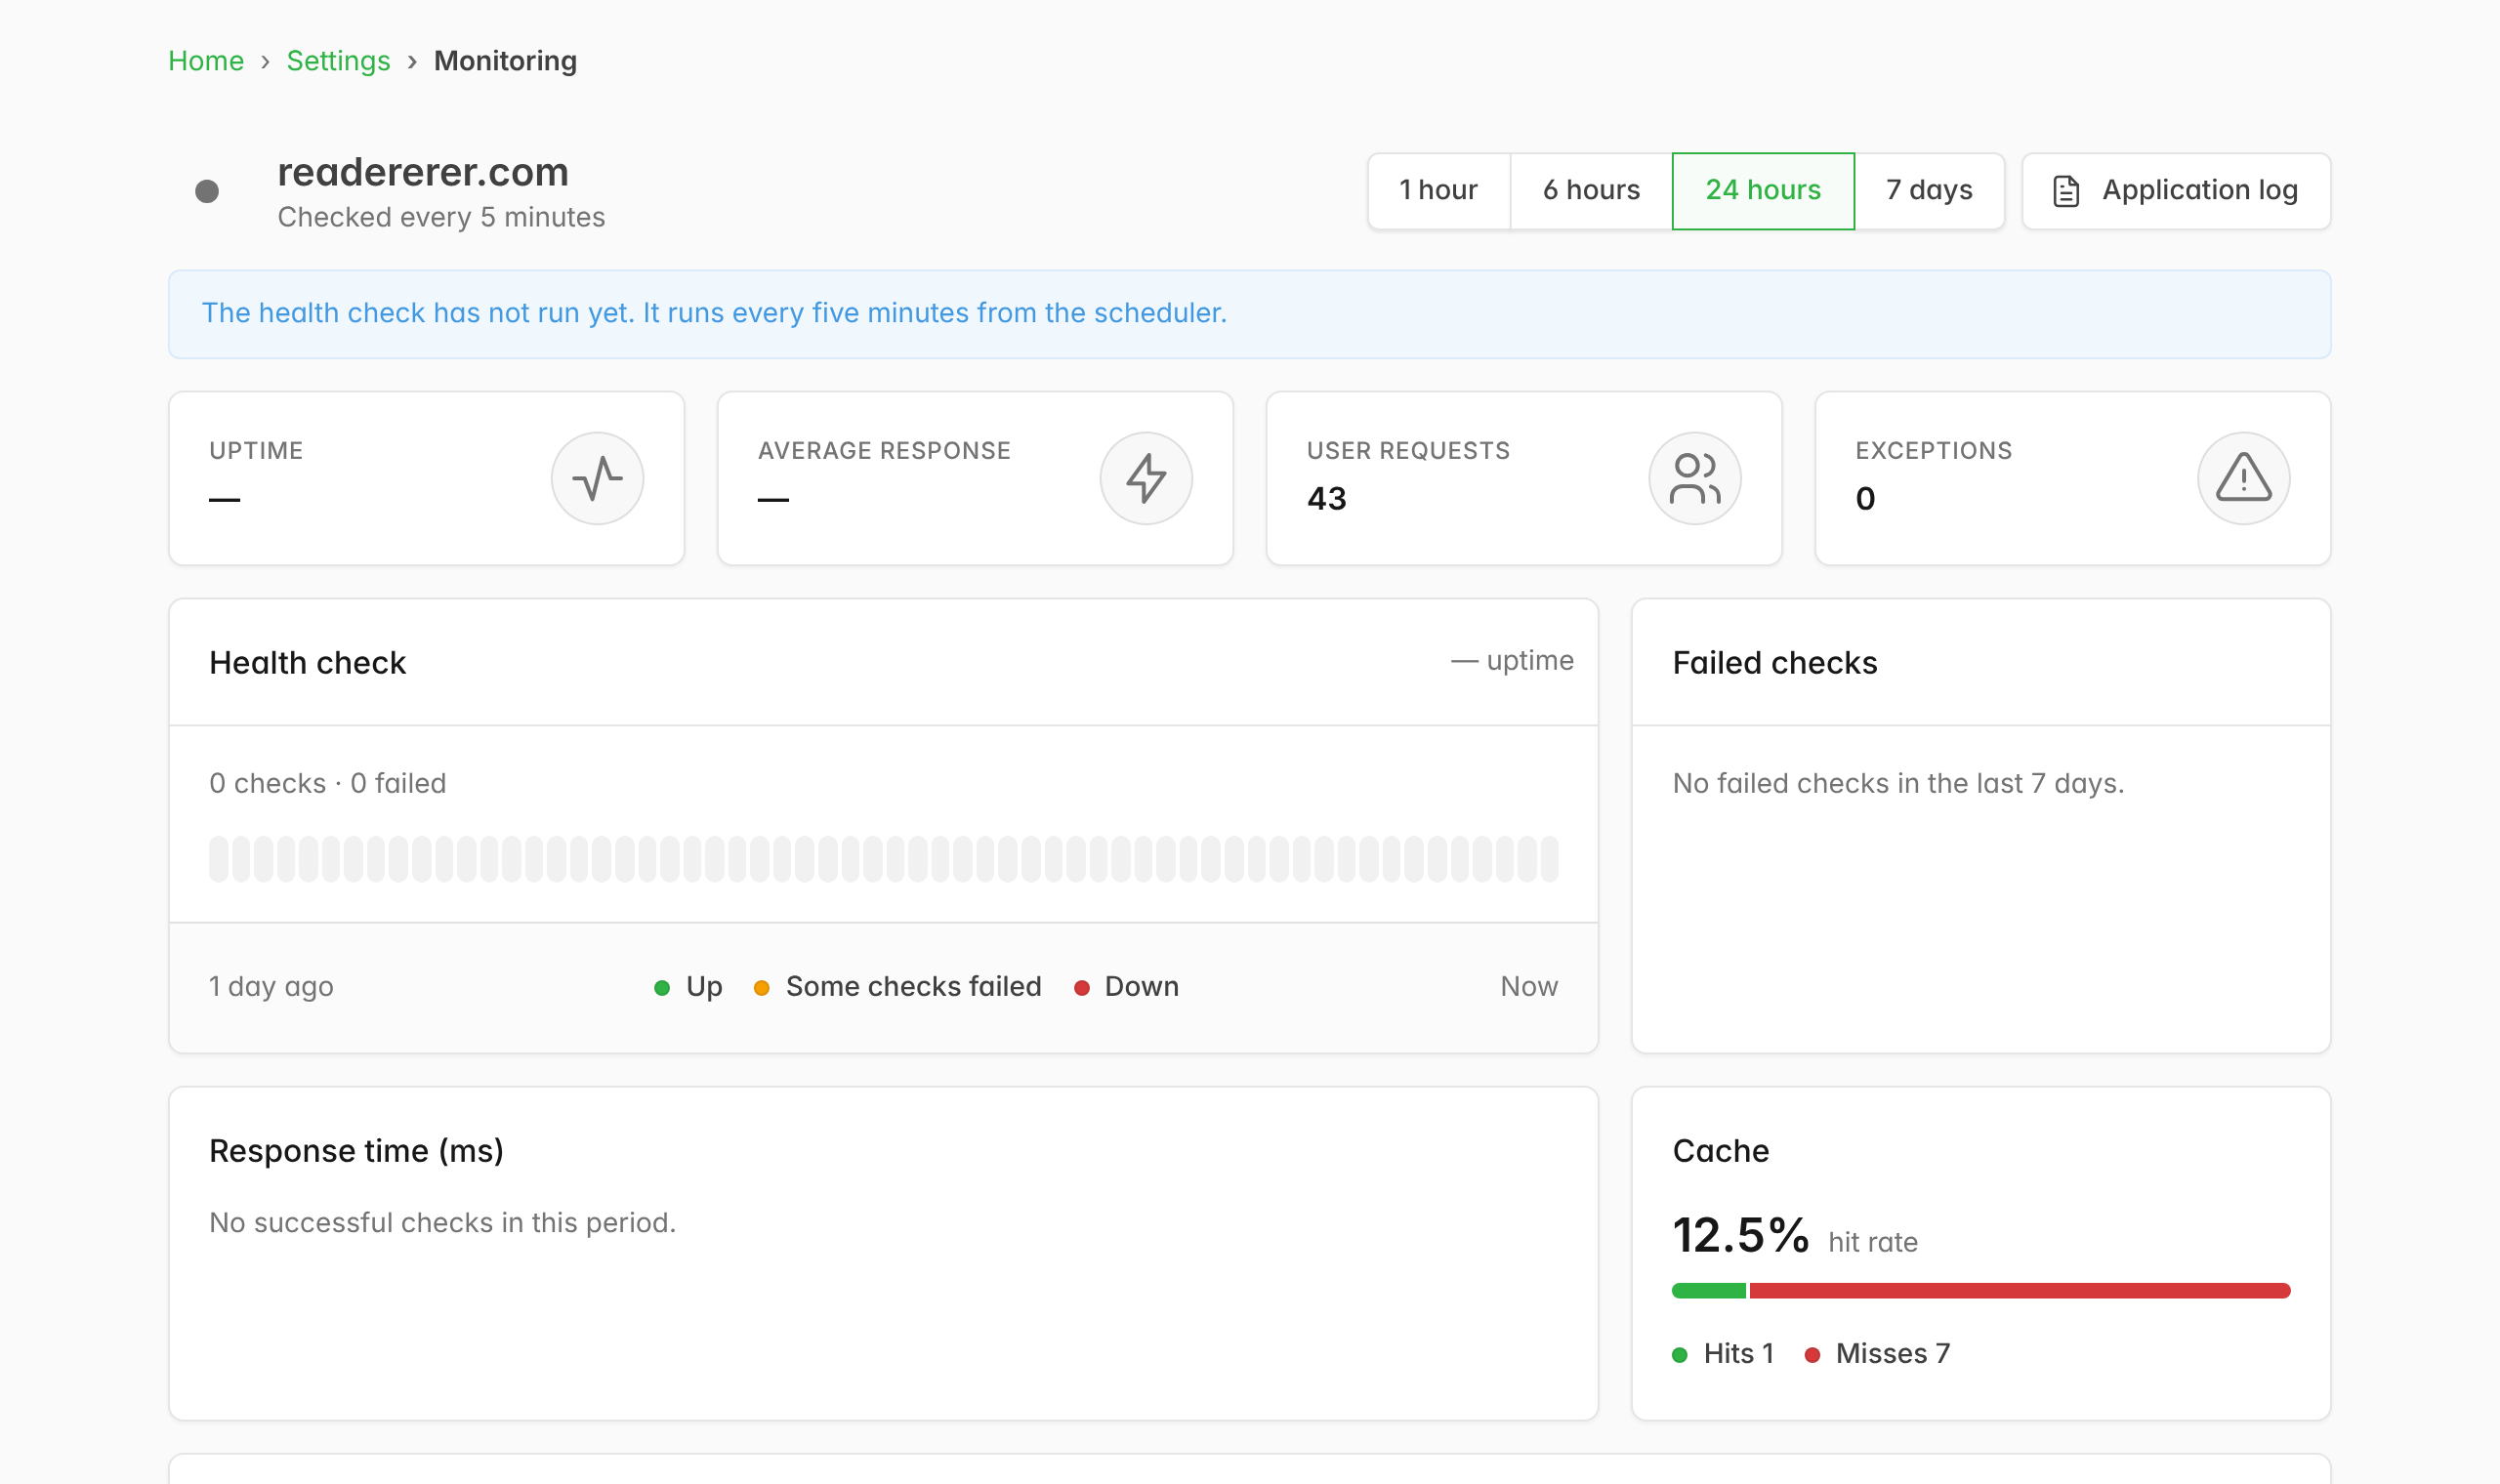 Home › Settings › Monitoring
readererer.com
Checked every 5 minutes
1 hour
6 hours
24 hours
7 days
Application log
The health check has not run yet. It runs every five minutes from the scheduler.
UPTIME
—
AVERAGE RESPONSE
—
USER REQUESTS
43
EXCEPTIONS
0
Health check
— uptime
0 checks · 0 failed
1 day ago
Up
Some checks failed
Down
Now
Failed checks
No failed checks in the last 7 days.
Response time (ms)
No successful checks in this period.
Cache
12.5% hit rate
Hits 1
Misses 7